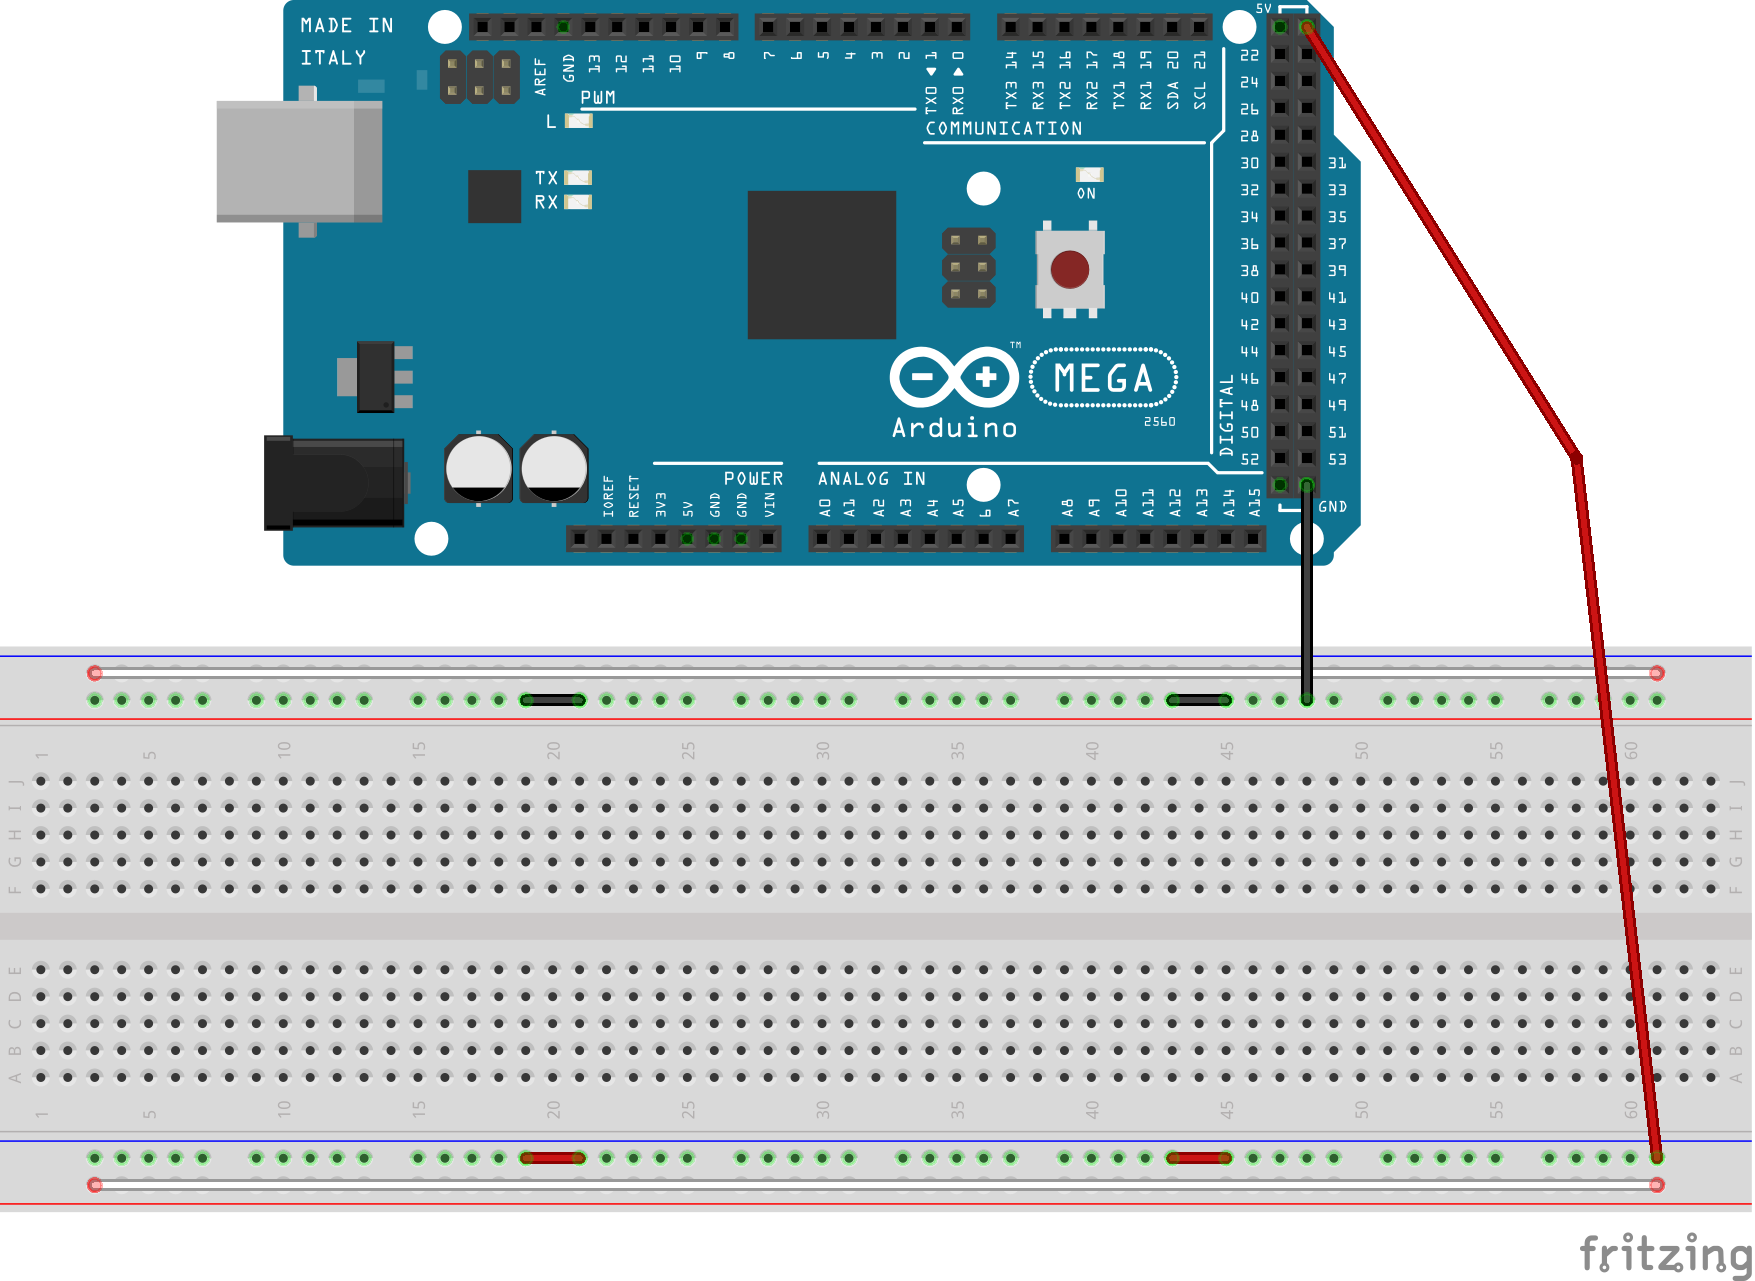 MADE IN
ITALY
5V
AREF GND 13 12 11 10 9 8 7 6 5 4 3 2 TX0 ◄ 1 RX0 ► 0 TX3 14 RX3 15 TX2 16 RX2 17 TX1 18 RX1 19 SDA 20 SCL 21
PWM
COMMUNICATION
L
TX
RX
ON
22
24
26
28
30 31
32 33
34 35
36 37
38 39
40 41
42 43
44 45
46 47
48 49
50 51
52 53
DIGITAL
TM
MEGA
2560
Arduino
POWER ANALOG IN
IOREF RESET 3V3 5V GND GND VIN A0 A1 A2 A3 A4 A5 6 A7 A8 A9 A10 A11 A12 A13 A14 A15
GND
1 5 10 15 20 25 30 35 40 45 50 55 60
J J
I I
H H
G G
F F
E E
D D
C C
B B
A A
1 5 10 15 20 25 30 35 40 45 50 55 60
fritzing